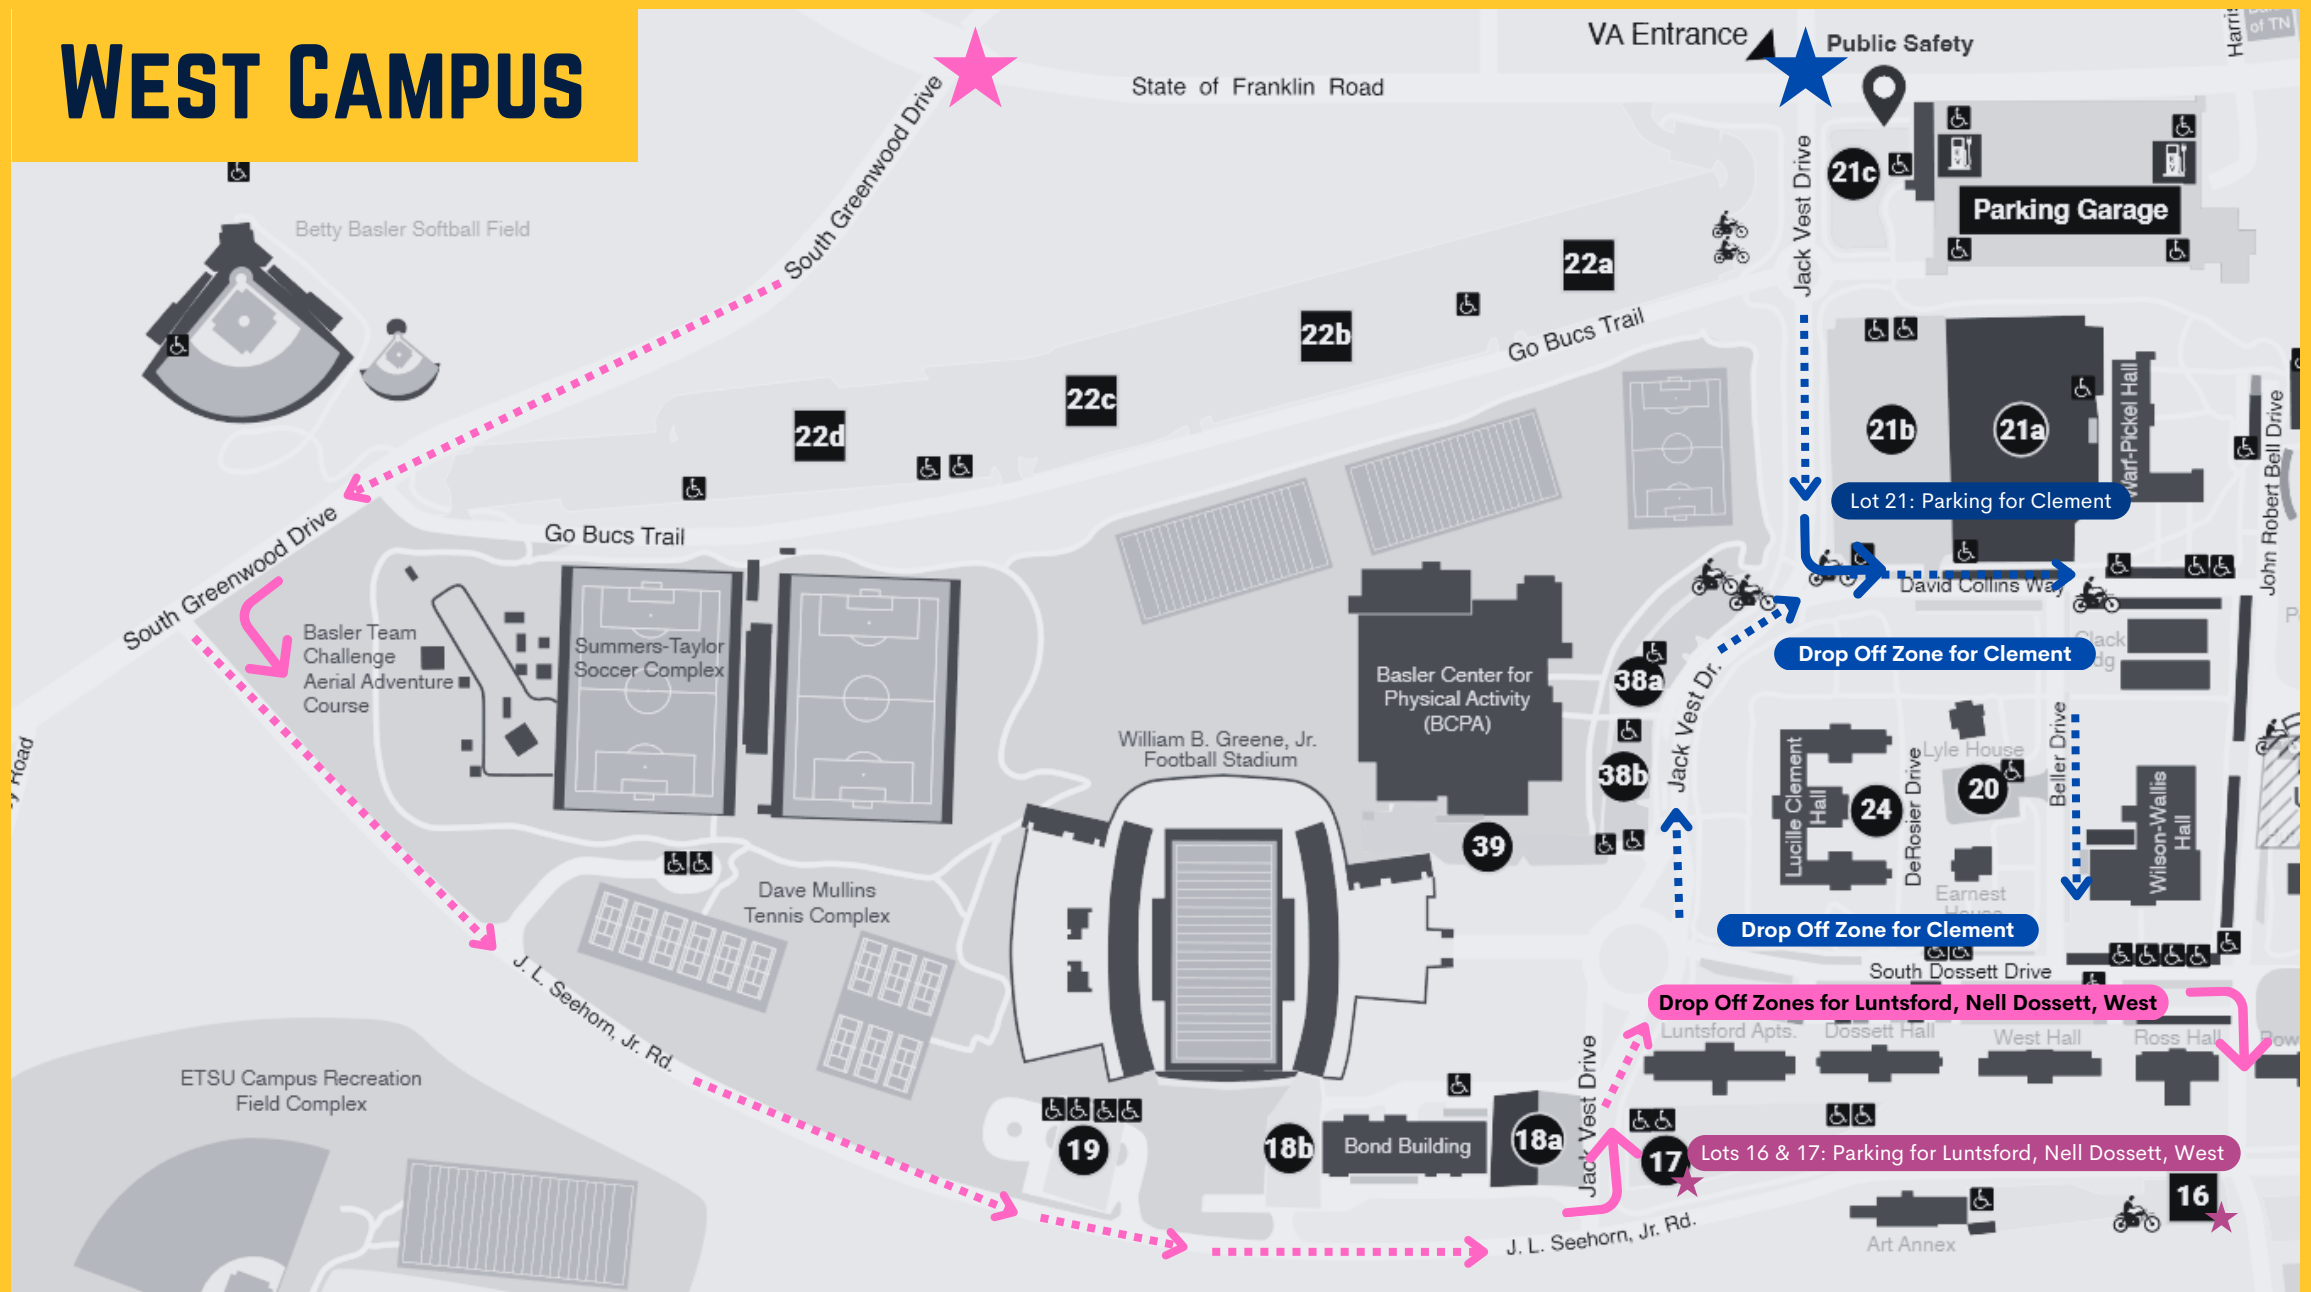 WEST CAMPUS
VA Entrance
Public Safety
of TN
State of Franklin Road
South Greenwood Drive
Jack Vest Drive
21c
Parking Garage
Betty Basler Softball Field
22a
22b
Go Bucs Trail
22c
22d
21b
21a
Warf-Pickel Hall
John Robert Bell Drive
Lot 21: Parking for Clement
Go Bucs Trail
South Greenwood Drive
David Collins Way
Basler Team
Challenge
Aerial Adventure
Course
Summers-Taylor
Soccer Complex
Basler Center for
Physical Activity
(BCPA)
38a
38b
Jack Vest Dr.
Drop Off Zone for Clement
William B. Greene, Jr.
Football Stadium
Lucille Clement
Hall
24
DeRosier Drive
Lyle House
20
Beller Drive
Wilson-Wallis
Hall
Earnest
House
39
Road
Dave Mullins
Tennis Complex
Drop Off Zone for Clement
South Dossett Drive
J. L. Seehorn, Jr. Rd.
Drop Off Zones for Luntsford, Nell Dossett, West
Luntsford Apts.
Dossett Hall
West Hall
Ross Hall
ETSU Campus Recreation
Field Complex
19
18b
Bond Building
18a
Jack Vest Drive
17
Lots 16 & 17: Parking for Luntsford, Nell Dossett, West
16
J. L. Seehorn, Jr. Rd.
Art Annex